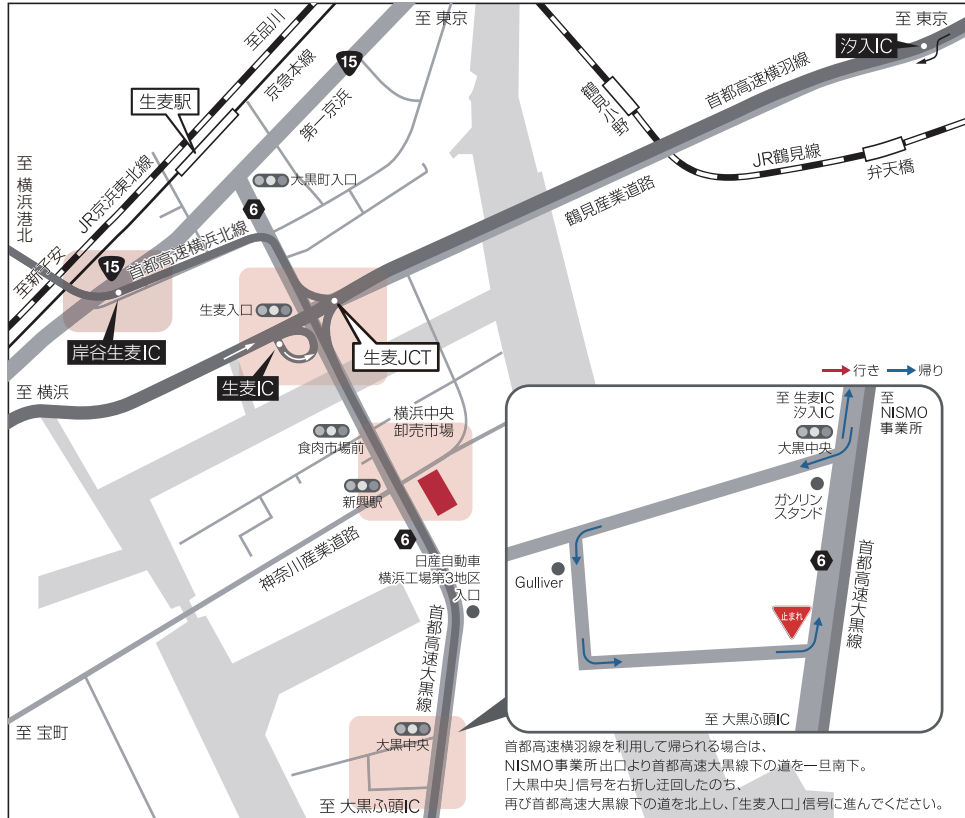 至 東京
至 東京
汐入IC
至品川
京急本線
15
首都高速横羽線
生麦駅
第一京浜
鶴見小野
JR鶴見線
弁天橋
至 横浜港北
JR京浜東北線
大黒町入口
鶴見産業道路
6
至新子安
首都高速横浜北線
15
生麦入口
岸谷生麦IC
生麦JCT
生麦IC
至 横浜
行き
帰り
横浜中央
卸売市場
食肉市場前
新興駅
神奈川産業道路
6
日産自動車
横浜工場第3地区
入口
首都高速大黒線
至 宝町
大黒中央
至 大黒ふ頭IC
至 生麦IC
汐入IC
至
NISMO
事業所
大黒中央
ガソリン
スタンド
6
Gulliver
首都高速大黒線
止まれ
至 大黒ふ頭IC
首都高速横羽線を利用して帰られる場合は、
NISMO事業所出口より首都高速大黒線下の道を一旦南下。
「大黒中央」信号を右折し迂回したのち、
再び首都高速大黒線下の道を北上し、「生麦入口」信号に進んでください。